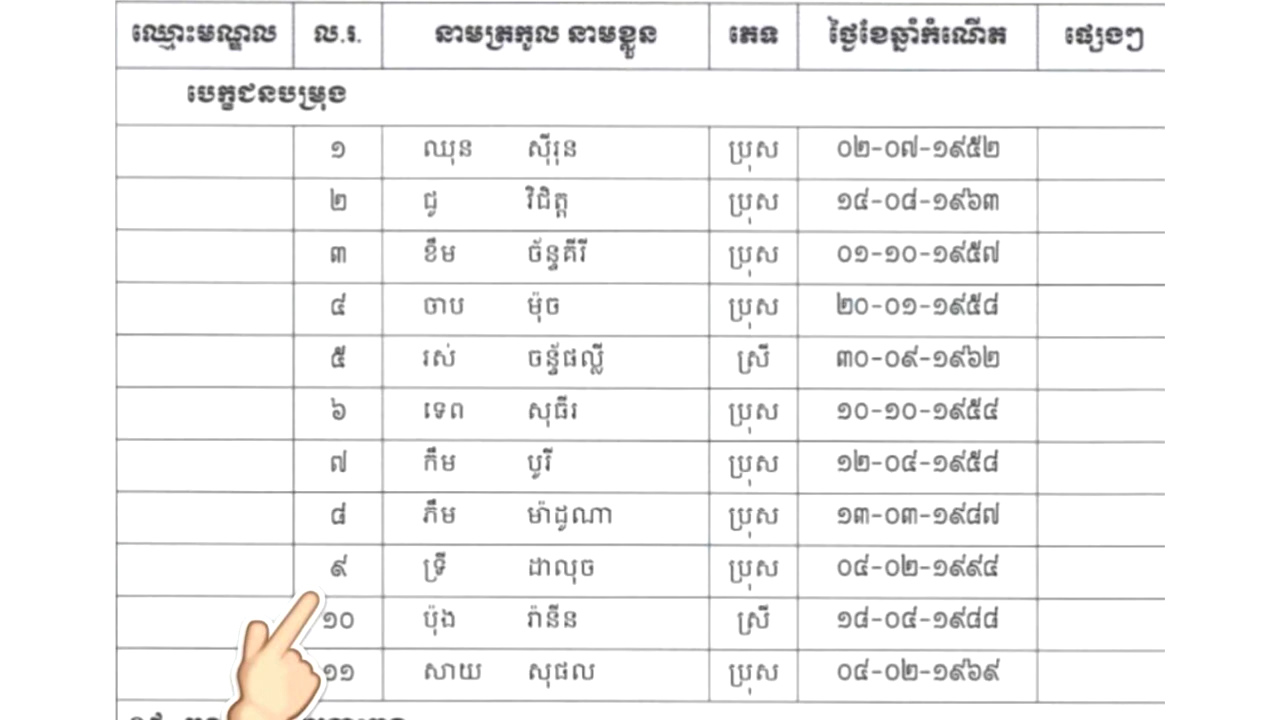 ឈ្មោះមណ្ឌល ល.រ. នាមត្រកូល នាមខ្លួន ភេទ ថ្ងៃខែឆ្នាំកំណើត ផ្សេងៗ
បេក្ខជនបម្រុង
១ ឈុន ស៊ីរុន ប្រុស ០២-០៧-១៩៥២
២ ជូ វិជិត្ត ប្រុស ១៤-០៨-១៩៦៣
៣ ខឹម ច័ន្ទគីរី ប្រុស ០១-១០-១៩៥៧
៤ ចាប ម៉ុច ប្រុស ២០-០១-១៩៥៨
៥ រស់ ចន្ទ័ផល្លី ស្រី ៣០-០៩-១៩៦២
៦ ទេព សុធីរ ប្រុស ១០-១០-១៩៥៤
៧ កឹម បូរី ប្រុស ១២-០៤-១៩៥៨
៨ ភឹម ម៉ាដូណា ប្រុស ១៣-០៣-១៩៨៧
៩ ទ្រី ដាលុច ប្រុស ០៤-០២-១៩៩៤
១០ ប៉ុង រ៉ានីន ស្រី ១៨-០៤-១៩៨៨
១១ សាយ សុផល ប្រុស ០៤-០២-១៩៦៩